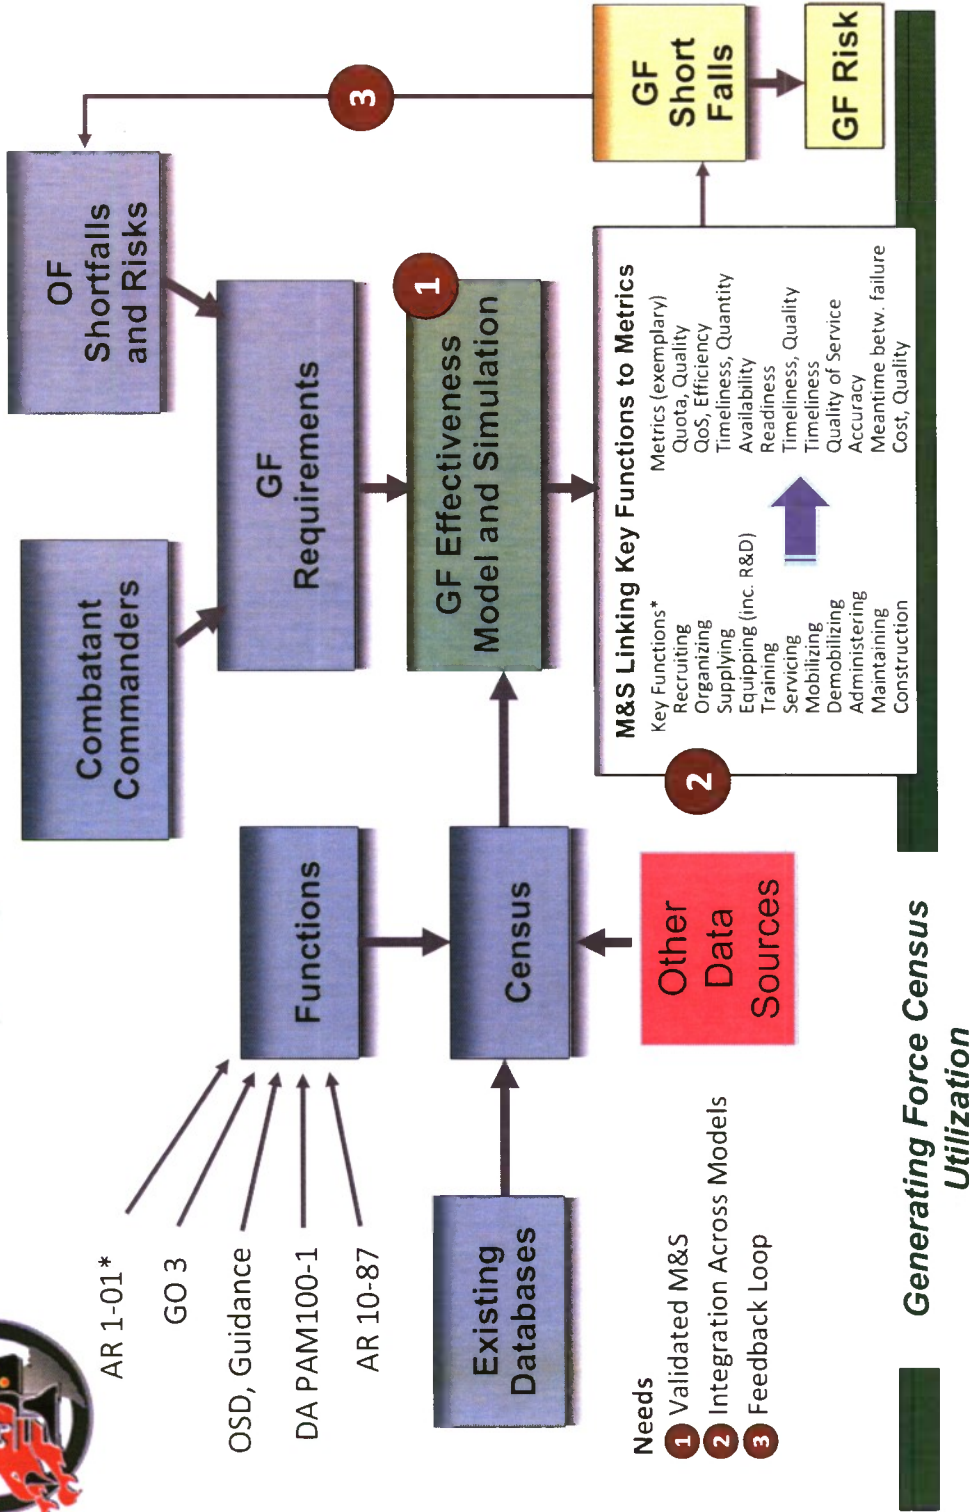 AR 1-01*
GO 3
OSD, Guidance
DA PAM100-1
AR 10-87
Functions
Combatant
Commanders
OF
Shortfalls
and Risks
3
GF
Requirements
Existing
Databases
Census
GF Effectiveness
Model and Simulation
1
Other
Data
Sources
2
M&S Linking Key Functions to Metrics
Key Functions*
Recruiting
Organizing
Supplying
Equipping (inc. R&D)
Training
Servicing
Mobilizing
Demobilizing
Administering
Maintaining
Construction
Metrics (exemplary)
Quota, Quality
QoS, Efficiency
Timeliness, Quantity
Availability
Readiness
Timeliness, Quality
Timeliness
Quality of Service
Accuracy
Meantime betw. failure
Cost, Quality
GF
Short
Falls
GF Risk
Needs
1 Validated M&S
2 Integration Across Models
3 Feedback Loop
Generating Force Census
Utilization